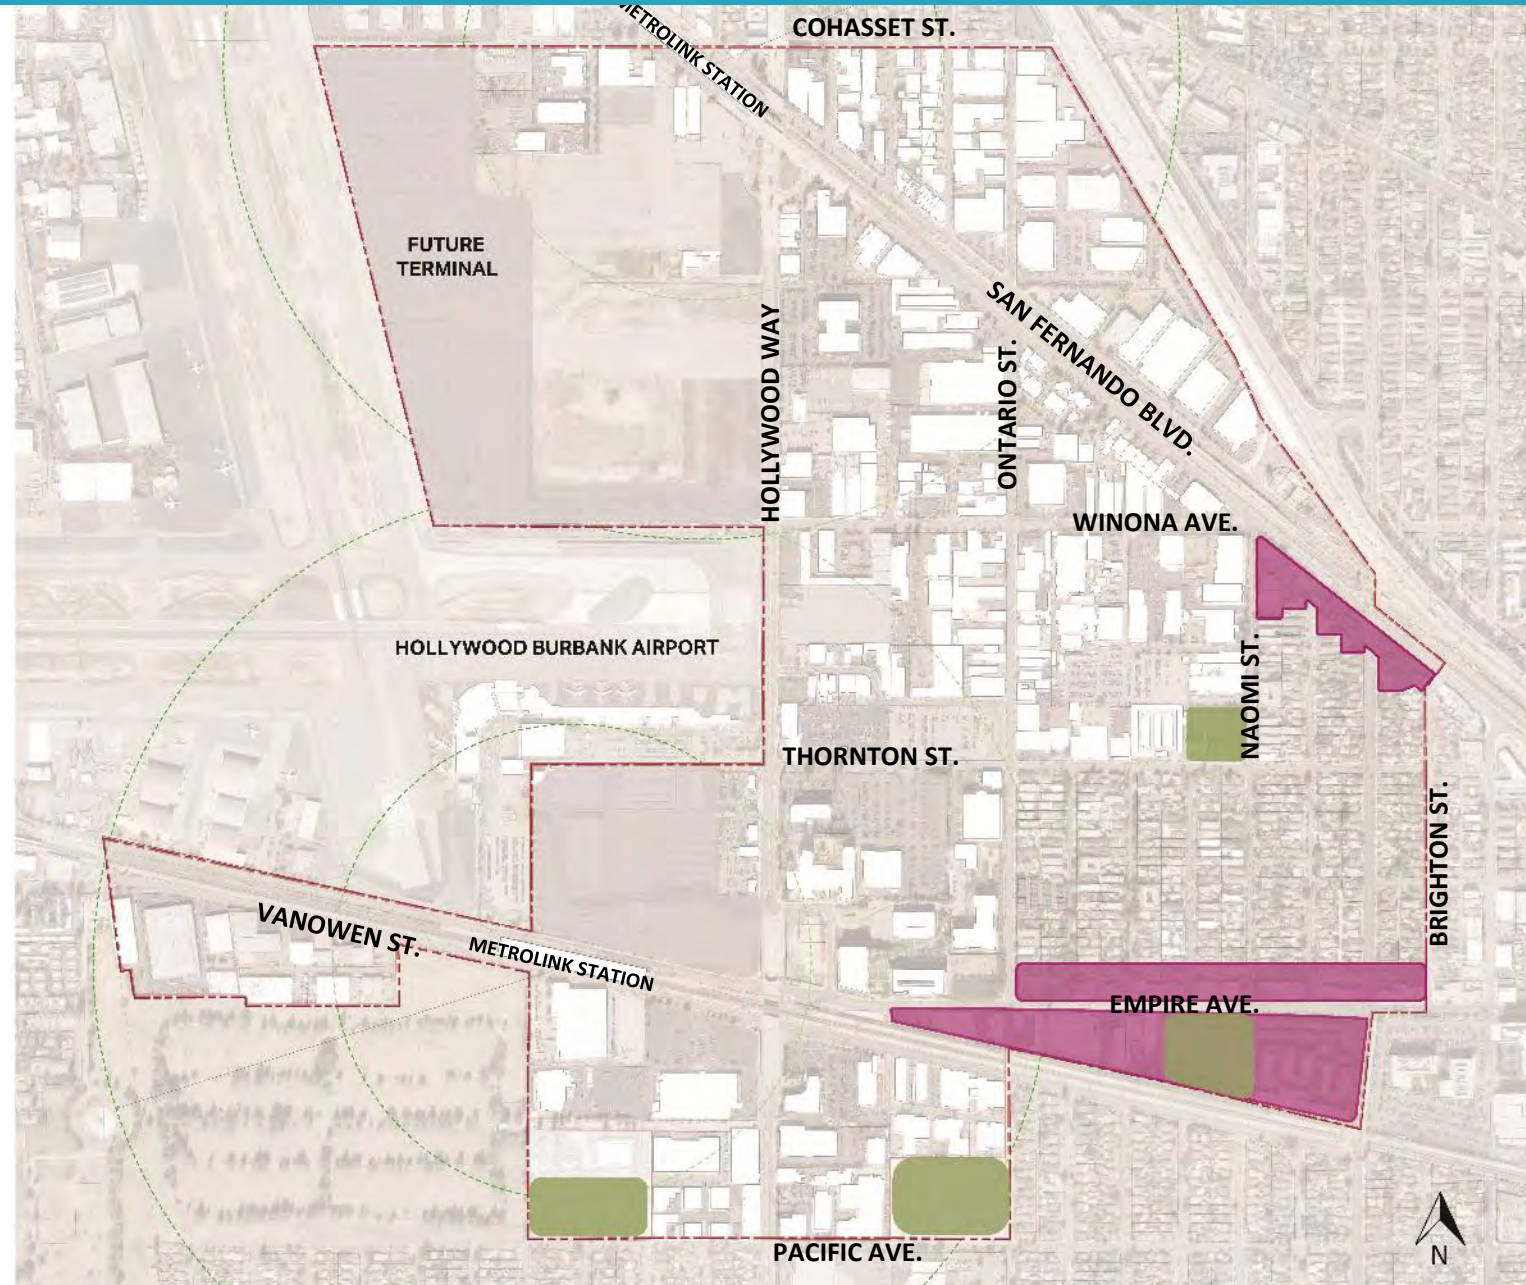 COHASSET ST.
METROLINK STATION
FUTURE
TERMINAL
HOLLYWOOD WAY
SAN FERNANDO BLVD.
ONTARIO ST.
WINONA AVE.
HOLLYWOOD BURBANK AIRPORT
NAOMI ST.
THORNTON ST.
BRIGHTON ST.
VANOWEN ST.
METROLINK STATION
EMPIRE AVE.
PACIFIC AVE.
N